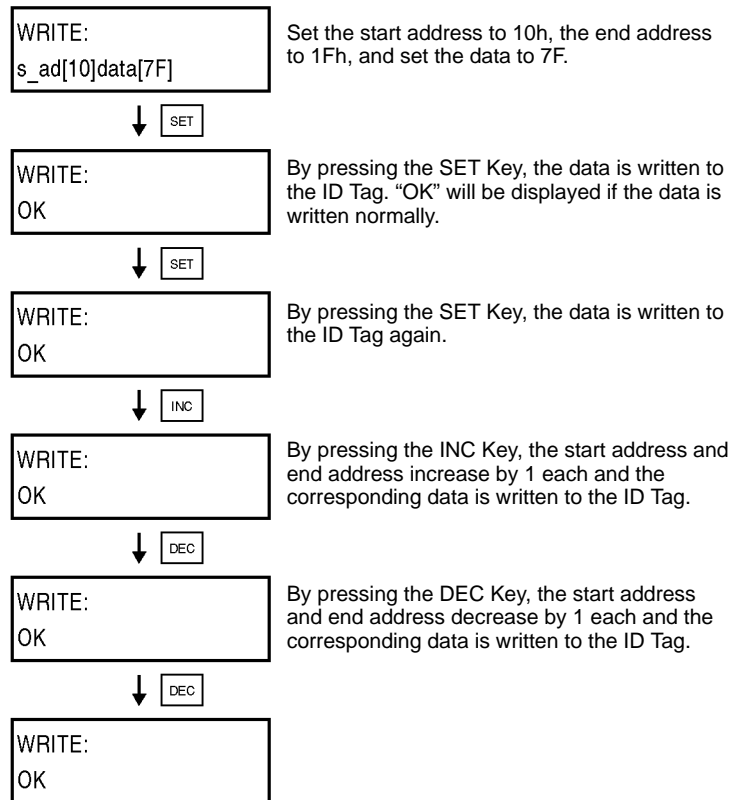 WRITE:
s_ad[10]data[7F]
Set the start address to 10h, the end address
to 1Fh, and set the data to 7F.
SET
WRITE:
OK
By pressing the SET Key, the data is written to
the ID Tag. “OK” will be displayed if the data is
written normally.
SET
WRITE:
OK
By pressing the SET Key, the data is written to
the ID Tag again.
INC
WRITE:
OK
By pressing the INC Key, the start address and
end address increase by 1 each and the
corresponding data is written to the ID Tag.
DEC
WRITE:
OK
By pressing the DEC Key, the start address
and end address decrease by 1 each and the
corresponding data is written to the ID Tag.
DEC
WRITE:
OK